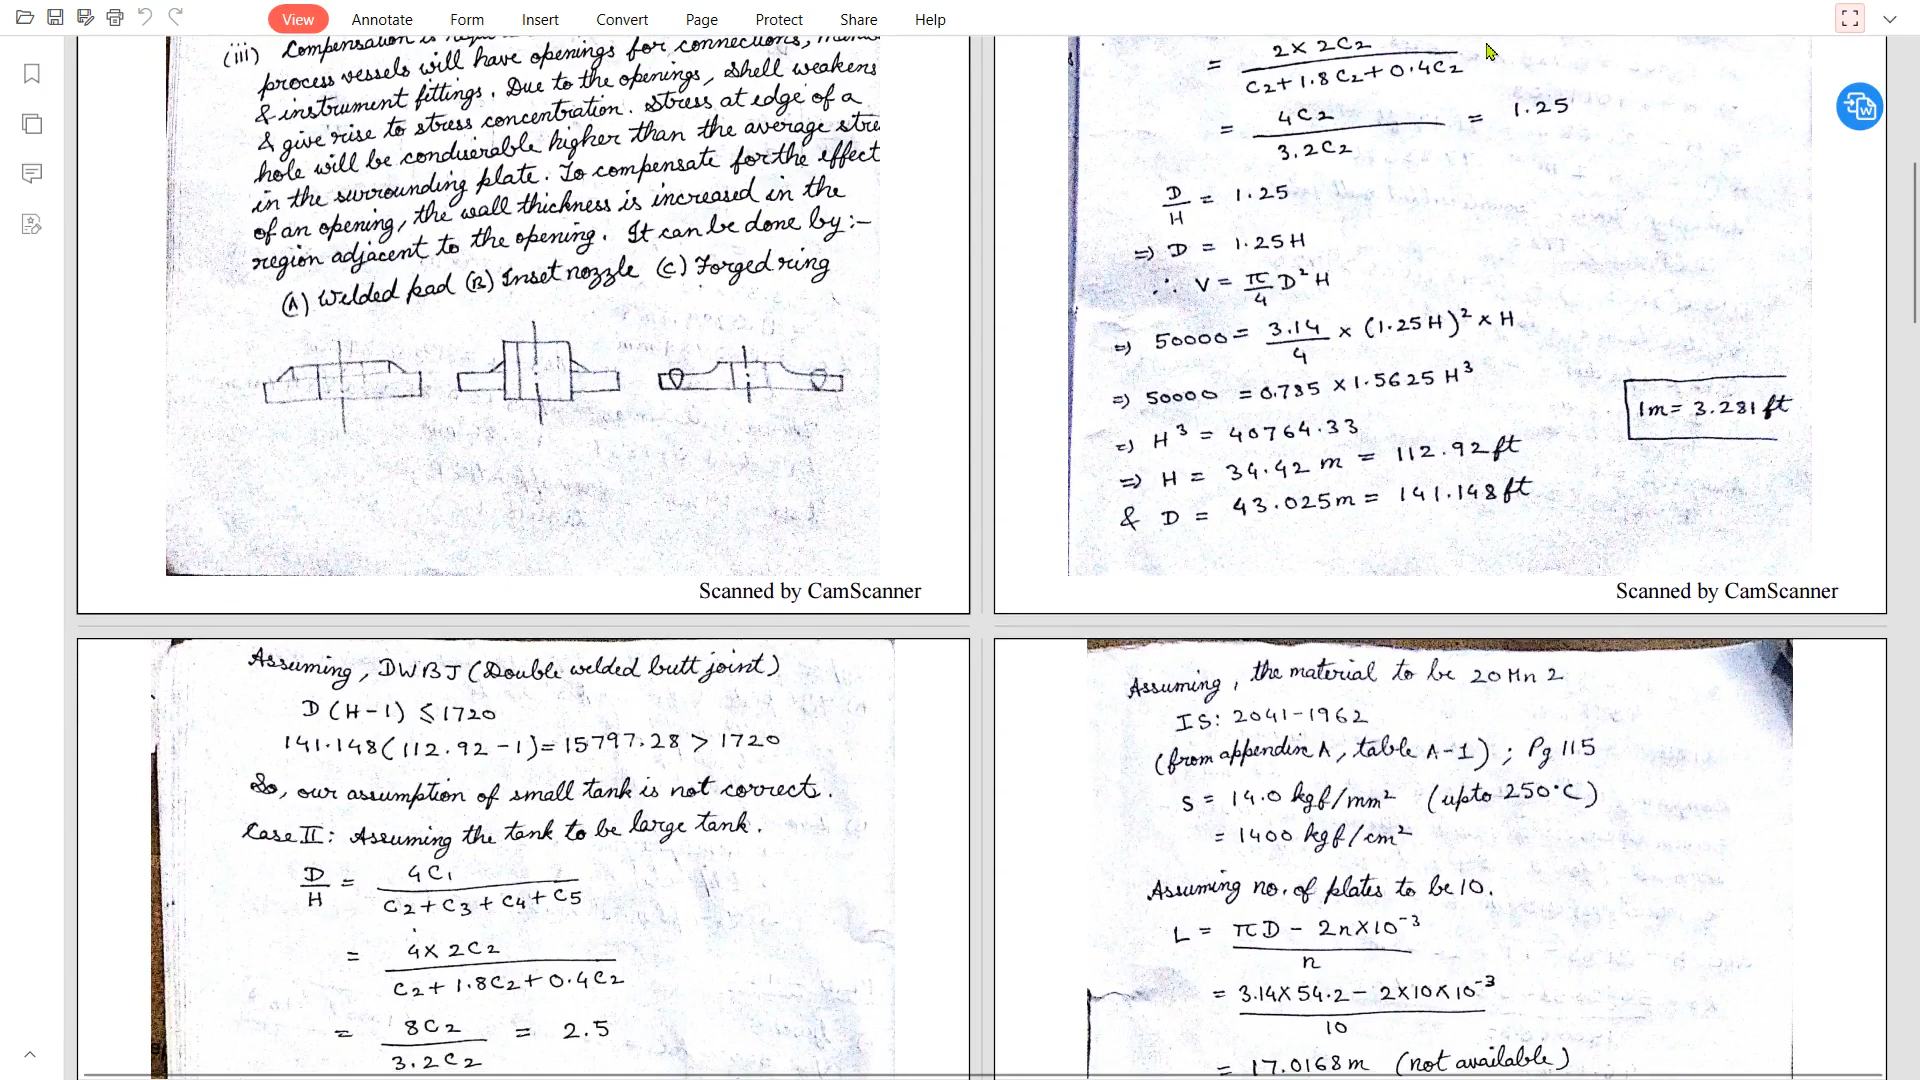 View Annotate Form Insert Convert Page Protect Share Help
(iii) Compensation is
process vessels will have openings for connections,
& instrument fittings. Due to the openings, shell weakens
& give rise to stress concentration. Stress at edge of a
hole will be conduserable higher than the average stre
in the surrounding plate. To compensate for the effect
of an opening, the wall thickness is increased in the
region adjacent to the opening. It can be done by:-
(A) Welded pad (B) Inset nozzle (C) Forged ring
Scanned by CamScanner
= 2 × 2C2
C2 + 1.8C2 + 0.4C2
= 4C2 = 1.25
3.2C2
D/H = 1.25
⇒ D = 1.25H
∴ V = π/4 D²H
⇒ 50000 = 3.14/4 × (1.25H)² × H
⇒ 50000 = 0.785 × 1.5625 H³
⇒ H³ = 40764.33
⇒ H = 34.42 m = 112.92 ft
& D = 43.025m = 141.148 ft
1m = 3.281 ft
Scanned by CamScanner
Assuming, DWBJ (Double welded butt joint)
D(H-1) ≤ 1720
141.148(112.92-1) = 15797.28 > 1720
So, our assumption of small tank is not correct.
Case II: Assuming the tank to be large tank.
D/H = 4C1
C2 + C3 + C4 + C5
= 4 × 2C2
C2 + 1.8C2 + 0.4C2
= 8C2 = 2.5
3.2C2
Assuming, the material to be 20Mn2
IS: 2041-1962
(from appendix A, table A-1); Pg 115
S = 14.0 kgf/mm² (upto 250°C)
= 1400 kgf/cm²
Assuming no. of plates to be 10.
L = πD - 2n×10⁻³
n
= 3.14 × 54.2 - 2×10×10⁻³
10
= 17.0168m (not available)